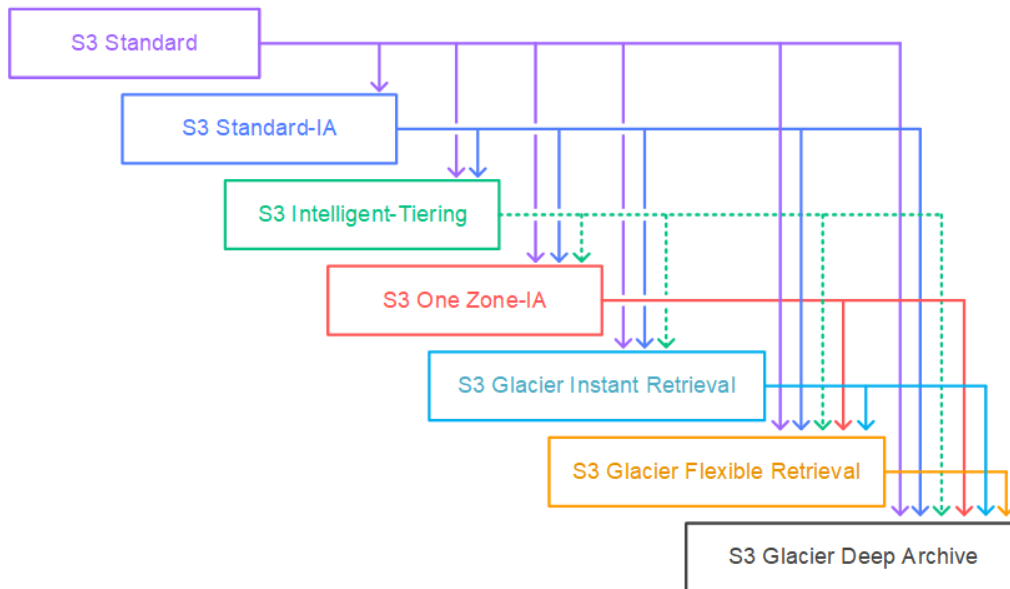 S3 Standard
S3 Standard-IA
S3 Intelligent-Tiering
S3 One Zone-IA
S3 Glacier Instant Retrieval
S3 Glacier Flexible Retrieval
S3 Glacier Deep Archive